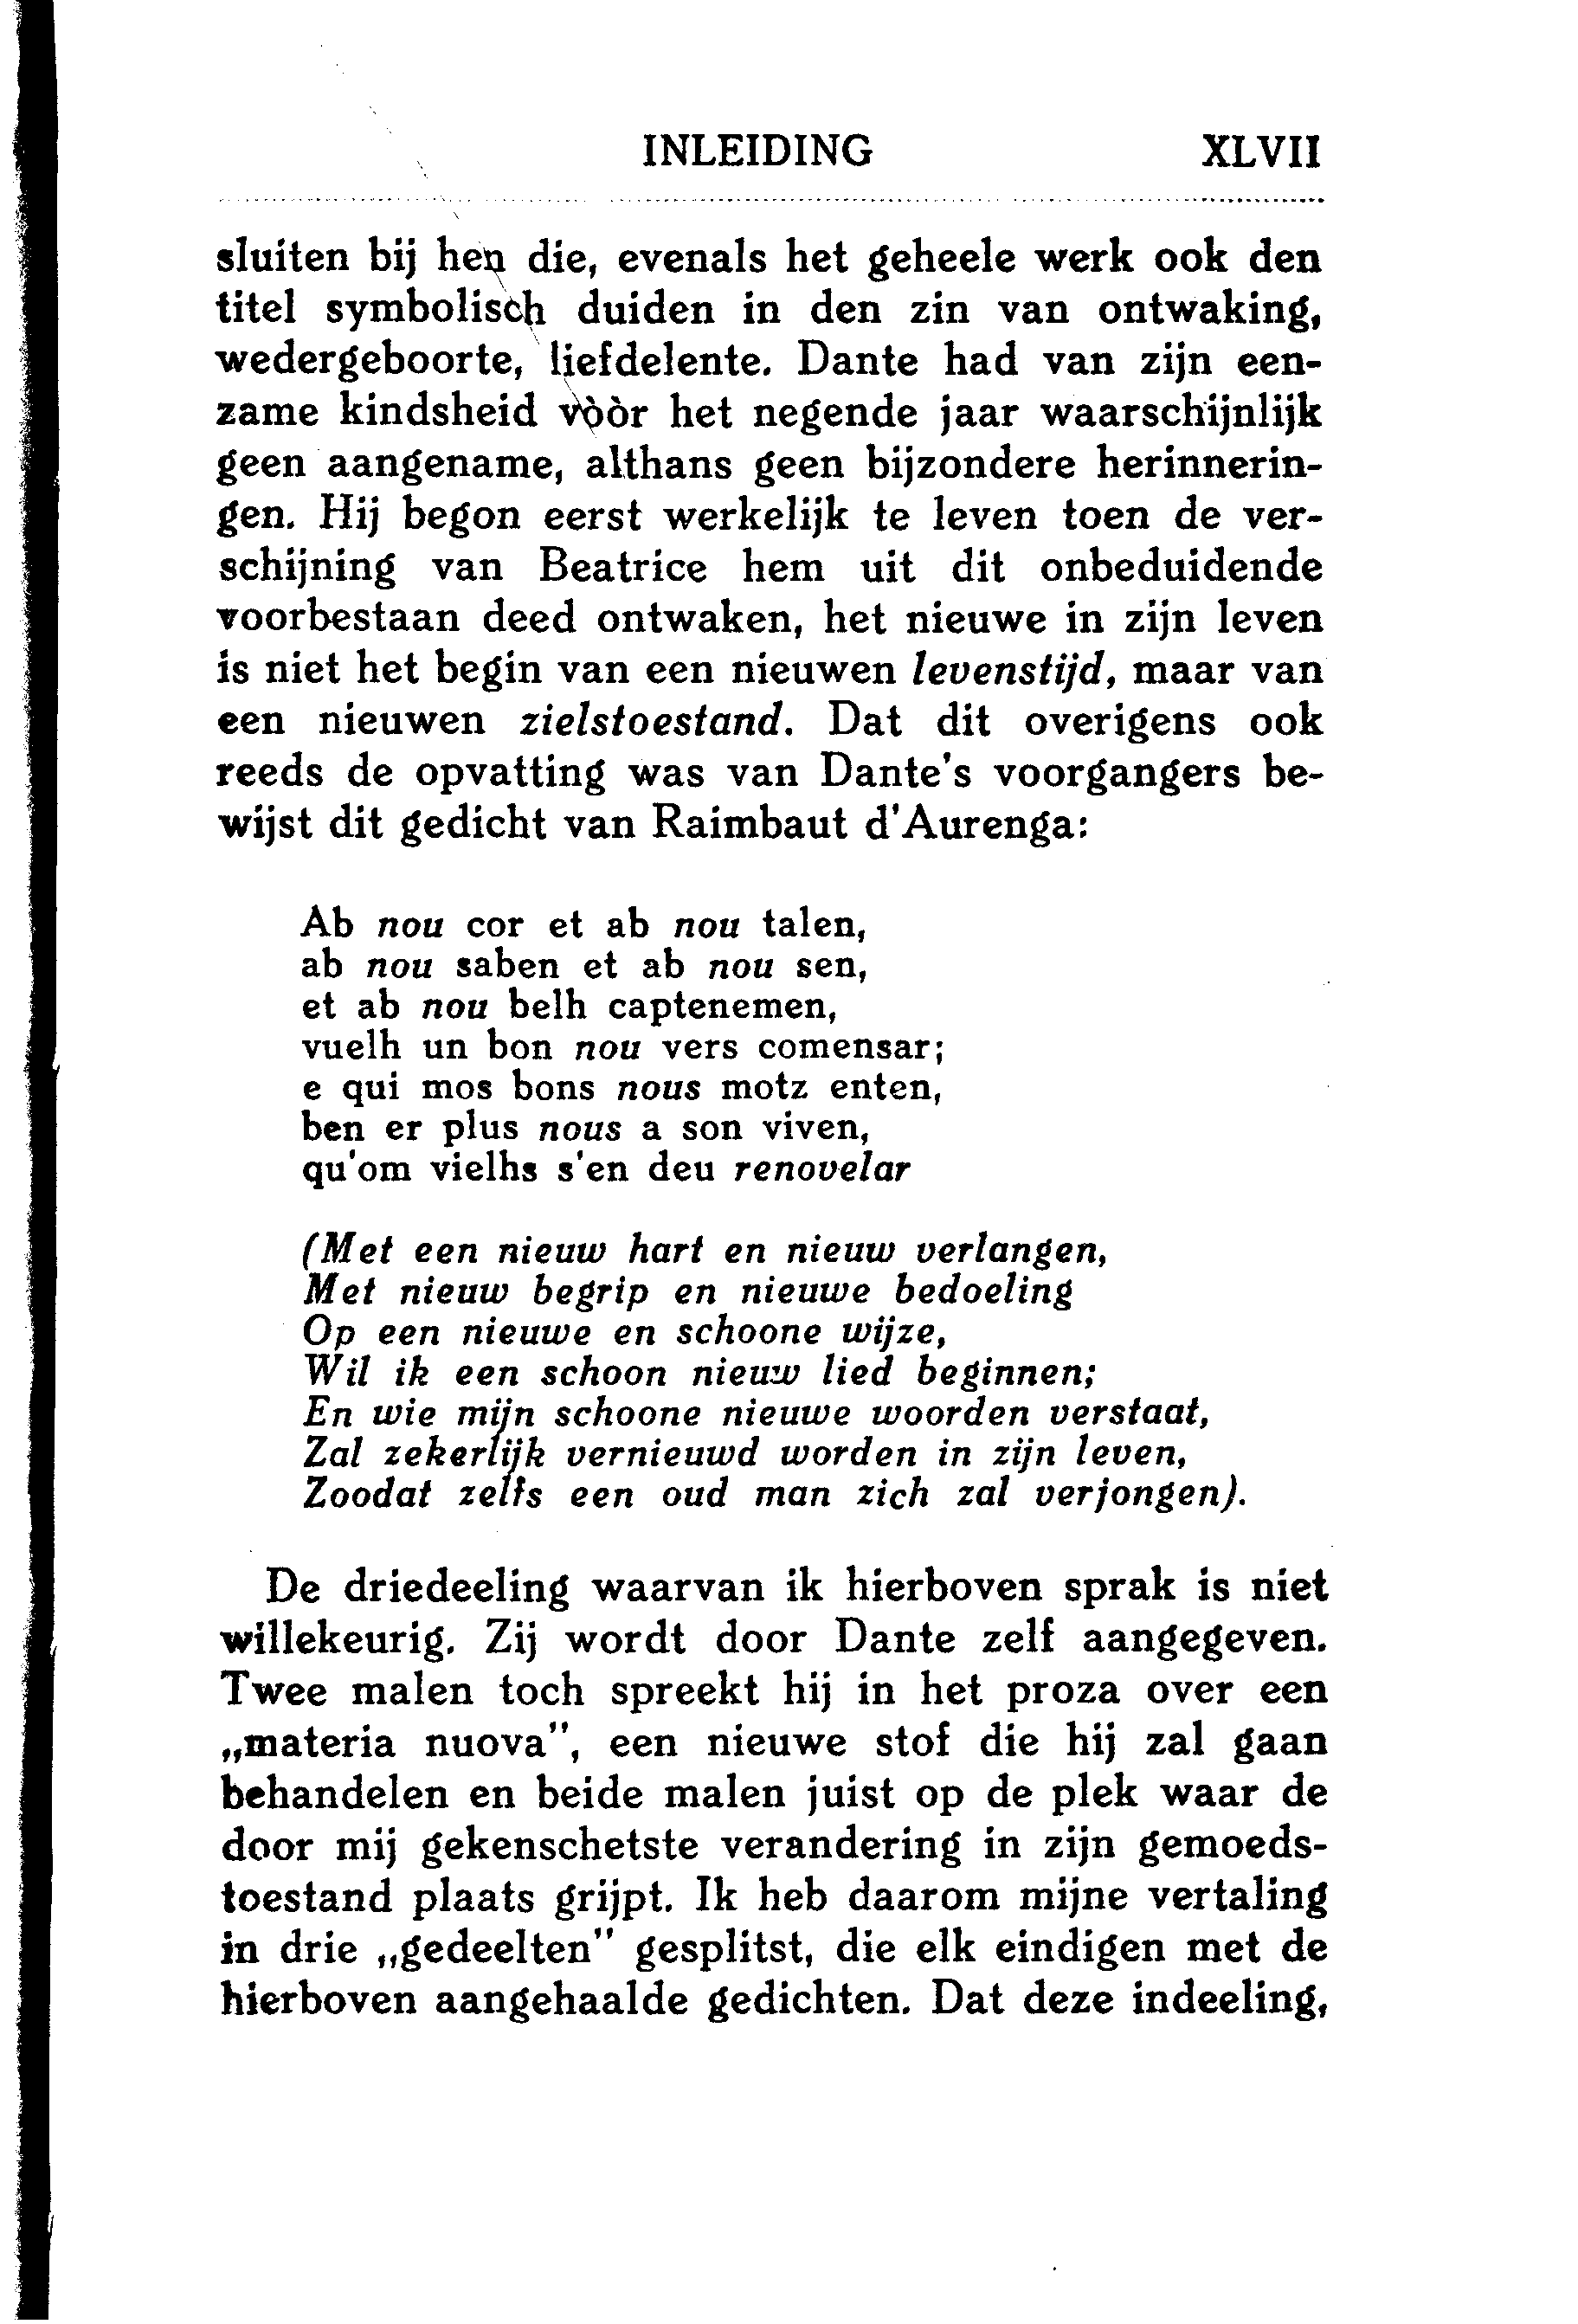 INLEIDING XLVII
sluiten bij hen die, evenals het geheele werk ook den
titel symbolisch duiden in den zin van ontwaking,
wedergeboorte, liefdelente. Dante had van zijn een-
zame kindsheid vòòr het negende jaar waarschijnlijk
geen aangename, althans geen bijzondere herinnerin-
gen. Hij begon eerst werkelijk te leven toen de ver-
schijning van Beatrice hem uit dit onbeduidende
voorbestaan deed ontwaken, het nieuwe in zijn leven
is niet het begin van een nieuwen levenstijd, maar van
een nieuwen zielstoestand. Dat dit overigens ook
reeds de opvatting was van Dante's voorgangers be-
wijst dit gedicht van Raimbaut d'Aurenga:
Ab nou cor et ab nou talen,
ab nou saben et ab nou sen,
et ab nou belh captenemen,
vuelh un bon nou vers comensar;
e qui mos bons nous motz enten,
ben er plus nous a son viven,
qu'om vielhs s'en deu renovelar
(Met een nieuw hart en nieuw verlangen,
Met nieuw begrip en nieuwe bedoeling
Op een nieuwe en schoone wijze,
Wil ik een schoon nieuw lied beginnen;
En wie mijn schoone nieuwe woorden verstaat,
Zal zekerlijk vernieuwd worden in zijn leven,
Zoodat zelfs een oud man zich zal verjongen).
De driedeeling waarvan ik hierboven sprak is niet
willekeurig. Zij wordt door Dante zelf aangegeven.
Twee malen toch spreekt hij in het proza over een
„materia nuova", een nieuwe stof die hij zal gaan
behandelen en beide malen juist op de plek waar de
door mij gekenschetste verandering in zijn gemoeds-
toestand plaats grijpt. Ik heb daarom mijne vertaling
in drie „gedeelten" gesplitst, die elk eindigen met de
hierboven aangehaalde gedichten. Dat deze indeeling,